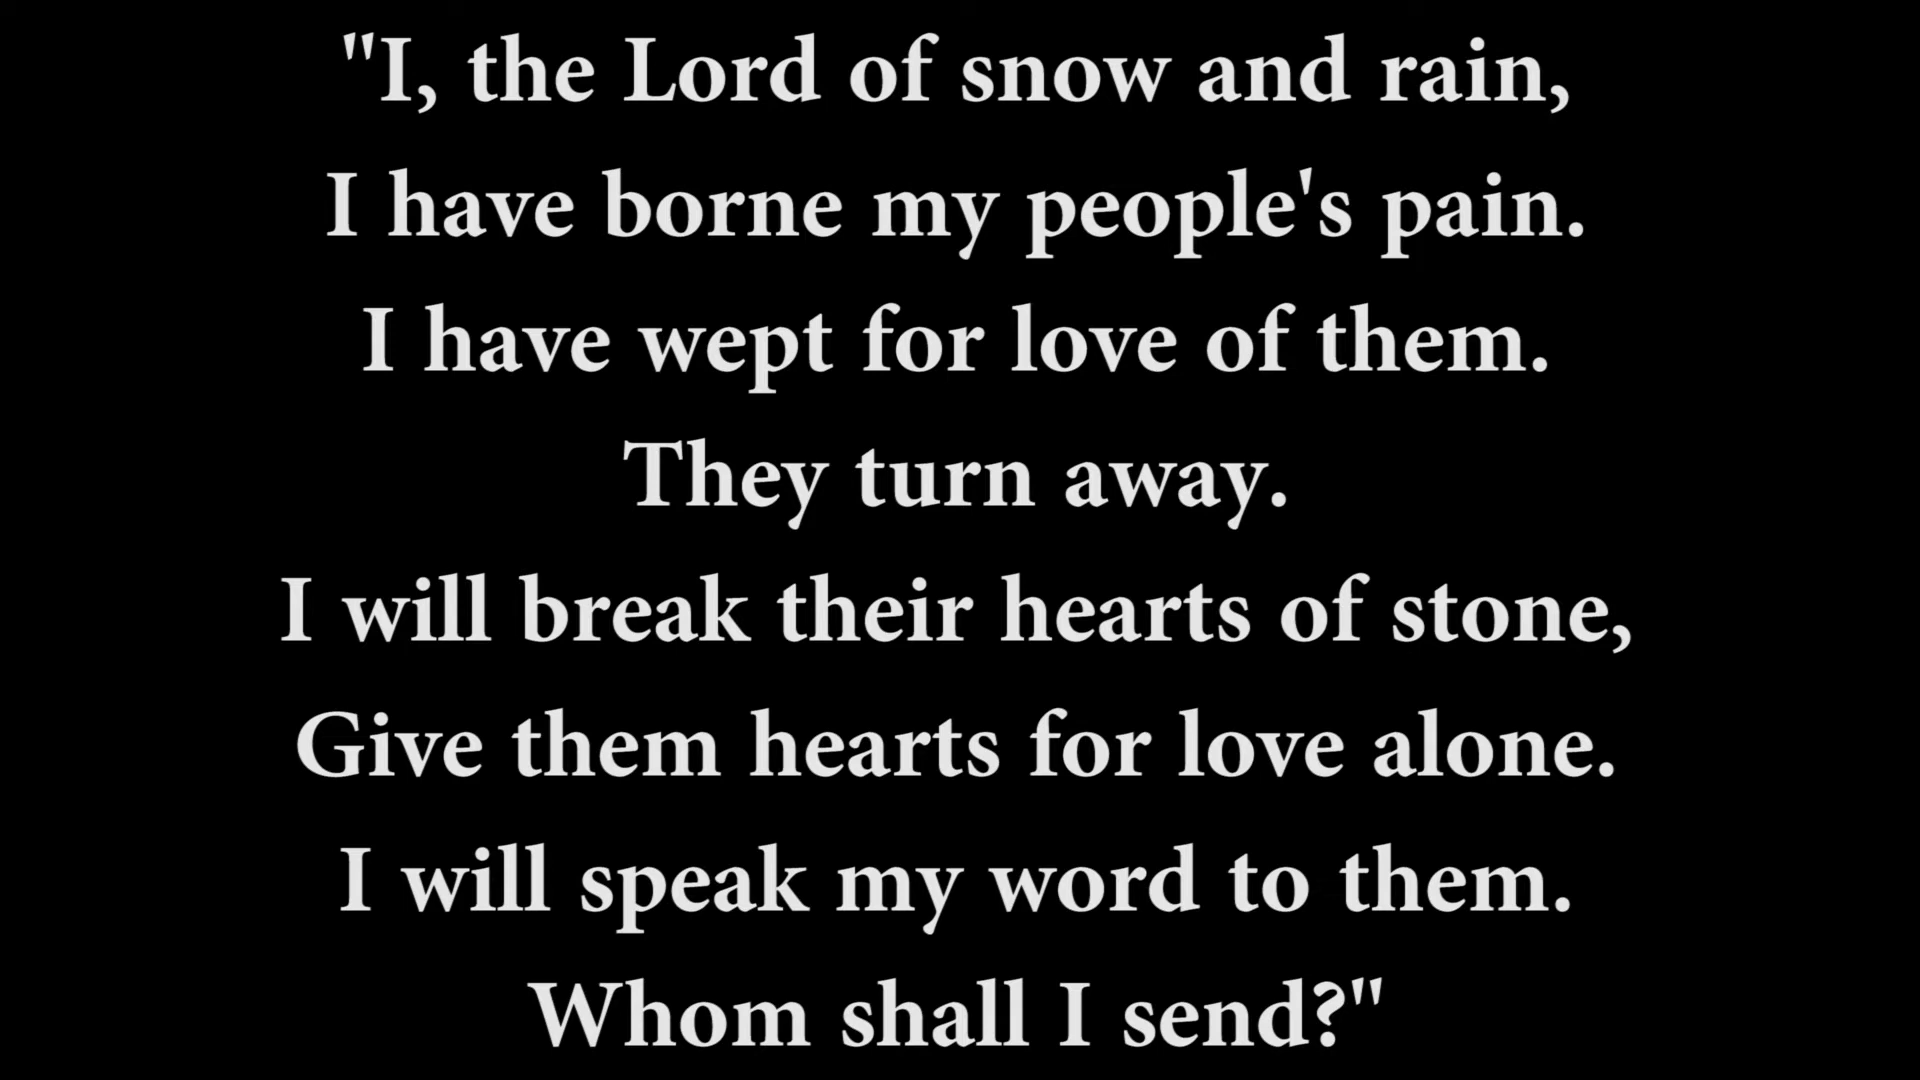 "I, the Lord of snow and rain,
I have borne my people's pain.
I have wept for love of them.
They turn away.
I will break their hearts of stone,
Give them hearts for love alone.
I will speak my word to them.
Whom shall I send?"